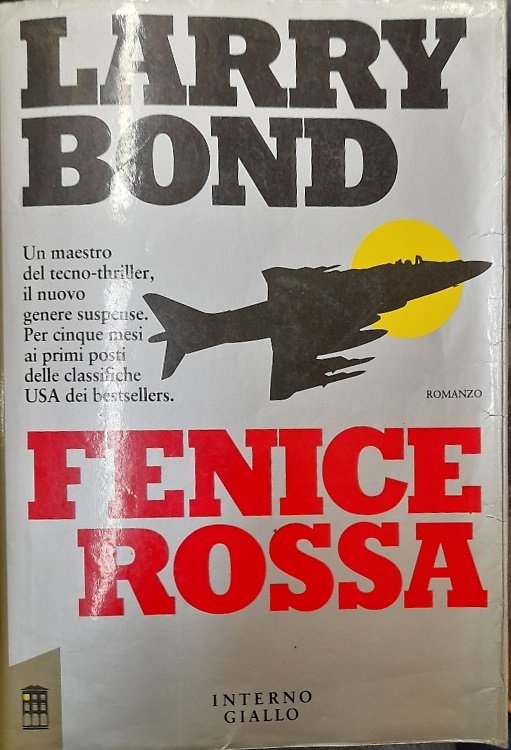 LARRY
BOND
Un maestro
del tecno-thriller,
il nuovo
genere suspense.
Per cinque mesi
ai primi posti
delle classifiche
USA dei bestsellers.
ROMANZO
FENICE
ROSSA
INTERNO
GIALLO